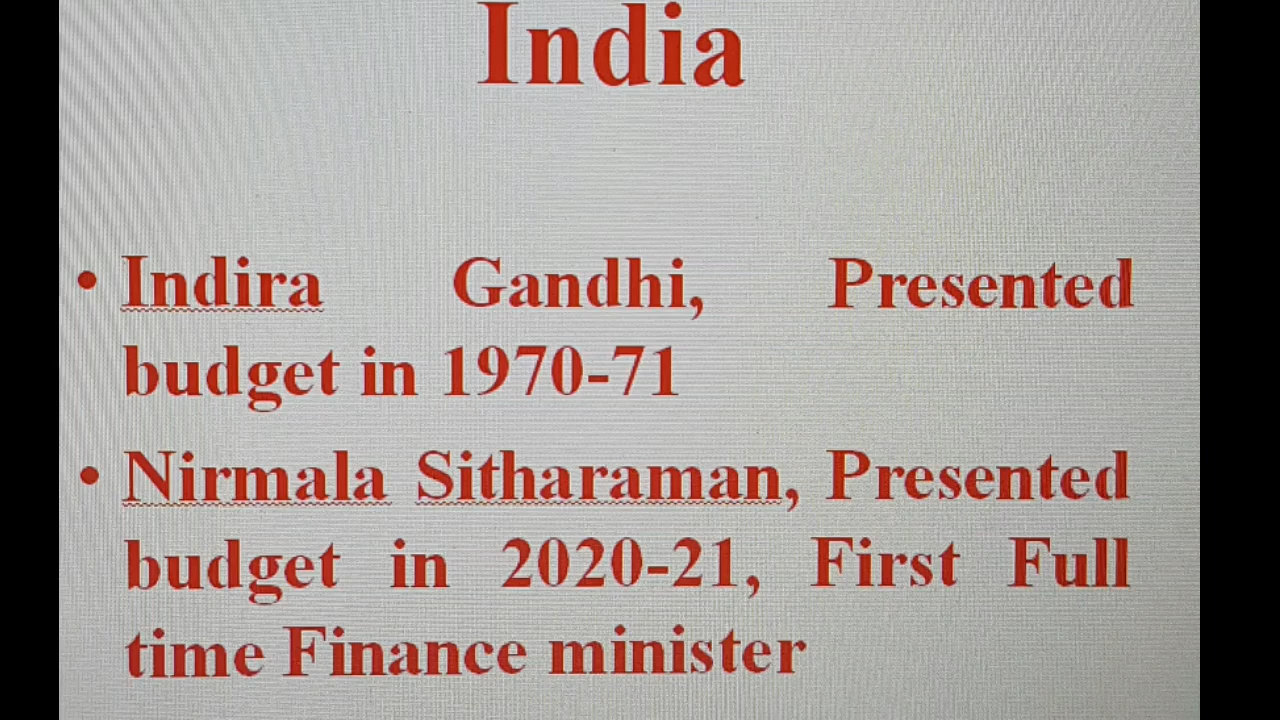 India
• Indira Gandhi, Presented
budget in 1970-71
• Nirmala Sitharaman, Presented
budget in 2020-21, First Full
time Finance minister